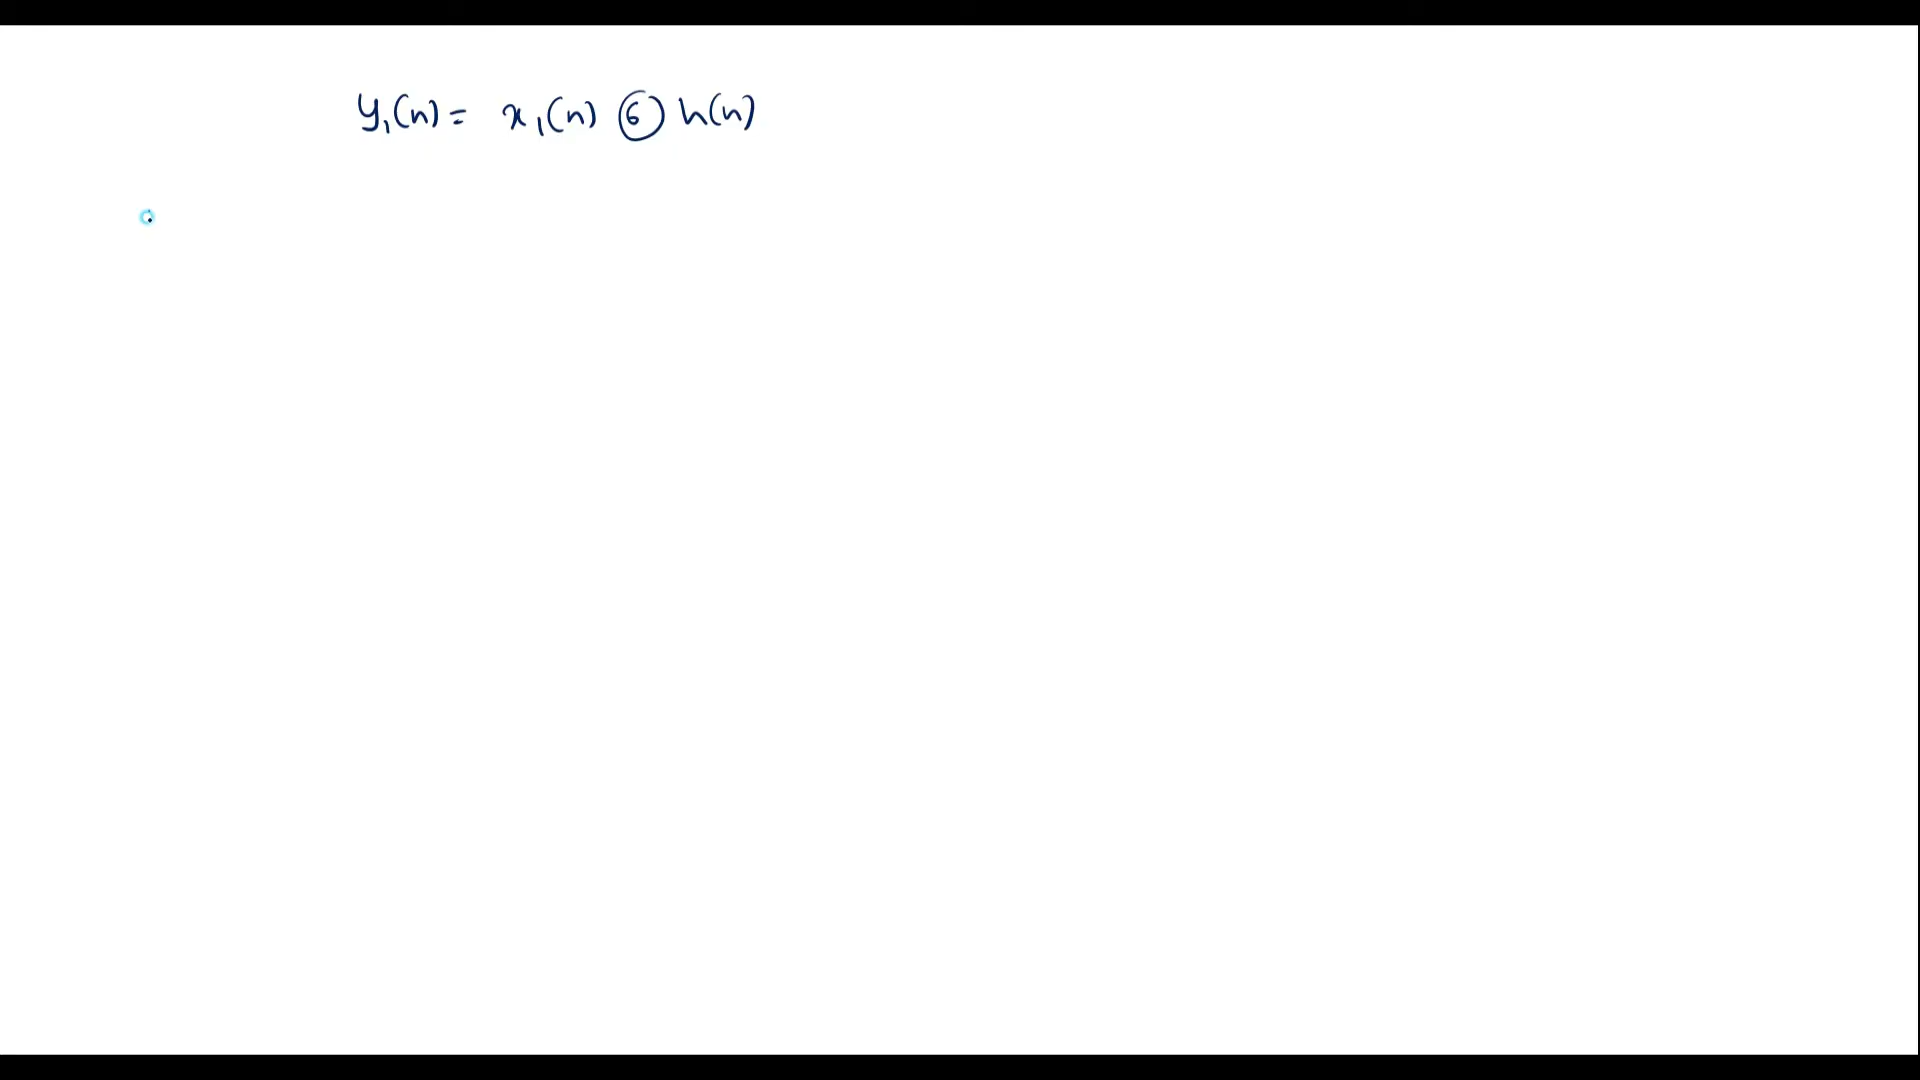 y₁(n) = x₁(n) ⑥ h(n)